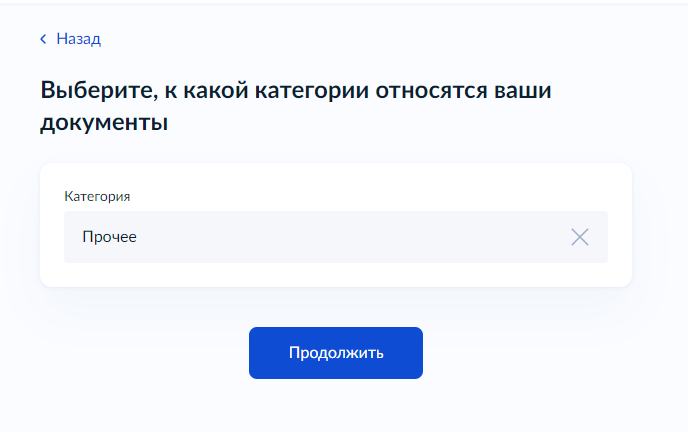 Назад
Выберите, к какой категории относятся ваши
документы
Категория
Прочее
Продолжить